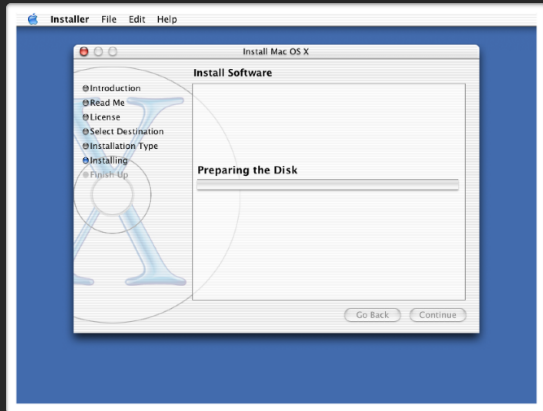 Installer File Edit Help
Install Mac OS X
Install Software
Introduction
Read Me
License
Select Destination
Installation Type
Installing
Finish Up
Preparing the Disk
Go Back Continue